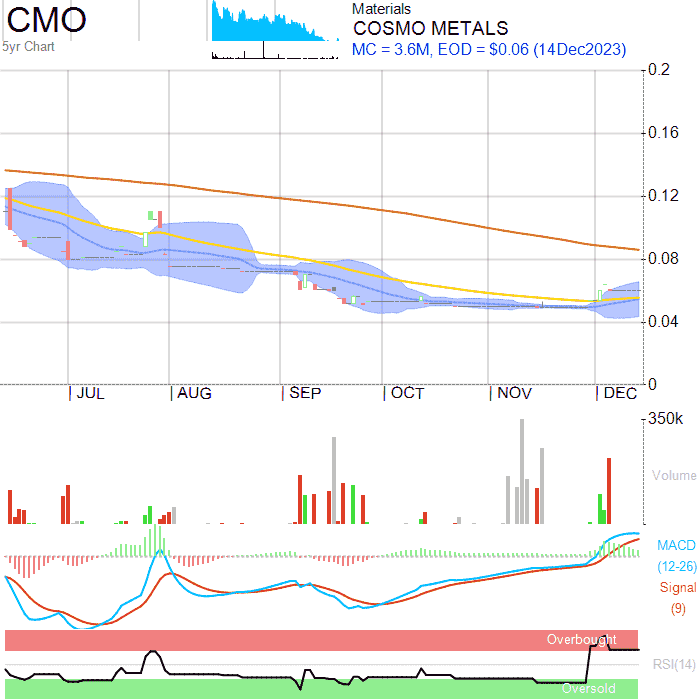 CMO
5yr Chart
Materials
COSMO METALS
MC = 3.6M, EOD = $0.06 (14Dec2023)
0.2
0.16
0.12
0.08
0.04
0
JUL AUG SEP OCT NOV DEC
350k
Volume
MACD
(12-26)
Signal
(9)
Overbought
RSI(14)
Oversold